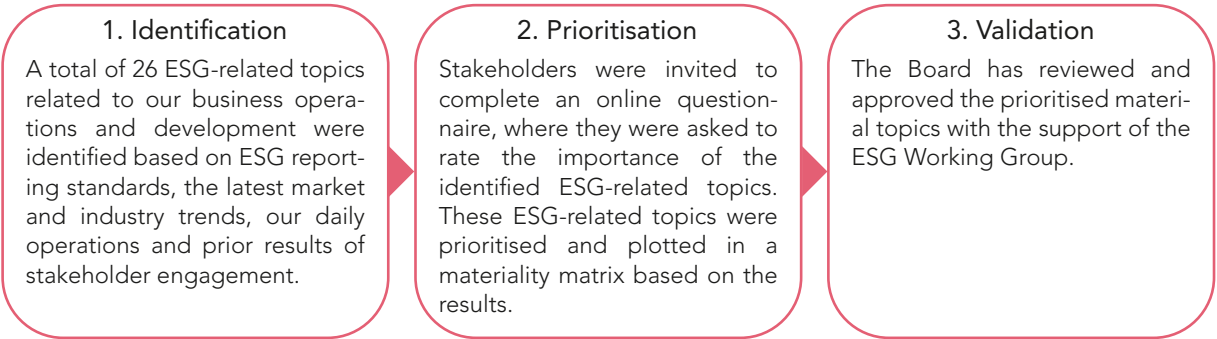 1. Identification
A total of 26 ESG-related topics
related to our business opera-
tions and development were
identified based on ESG report-
ing standards, the latest market
and industry trends, our daily
operations and prior results of
stakeholder engagement.
2. Prioritisation
Stakeholders were invited to
complete an online question-
naire, where they were asked to
rate the importance of the
identified ESG-related topics.
These ESG-related topics were
prioritised and plotted in a
materiality matrix based on the
results.
3. Validation
The Board has reviewed and
approved the prioritised materi-
al topics with the support of the
ESG Working Group.